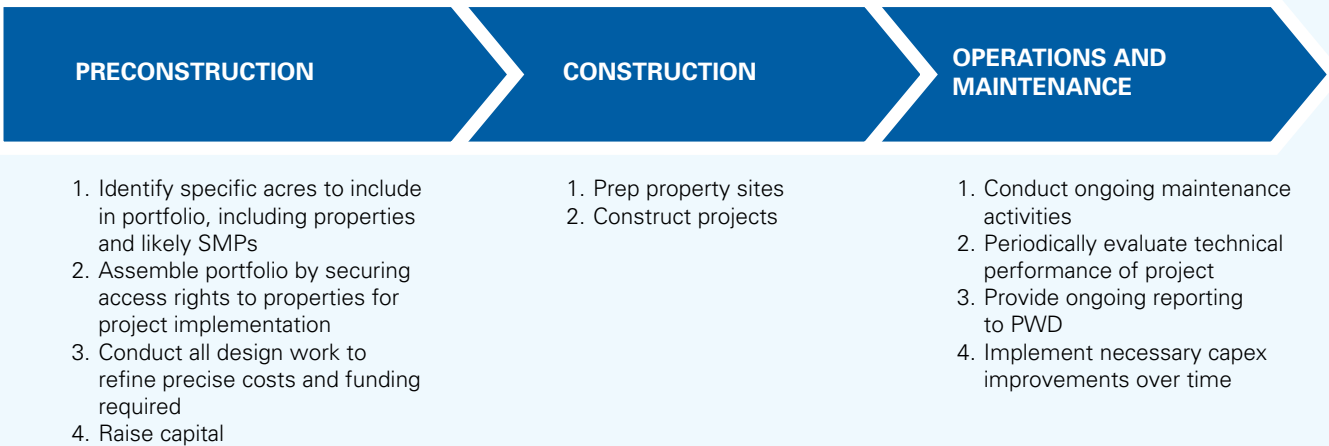 PRECONSTRUCTION
1. Identify specific acres to include
in portfolio, including properties
and likely SMPs
2. Assemble portfolio by securing
access rights to properties for
project implementation
3. Conduct all design work to
refine precise costs and funding
required
4. Raise capital
CONSTRUCTION
1. Prep property sites
2. Construct projects
OPERATIONS AND
MAINTENANCE
1. Conduct ongoing maintenance
activities
2. Periodically evaluate technical
performance of project
3. Provide ongoing reporting
to PWD
4. Implement necessary capex
improvements over time